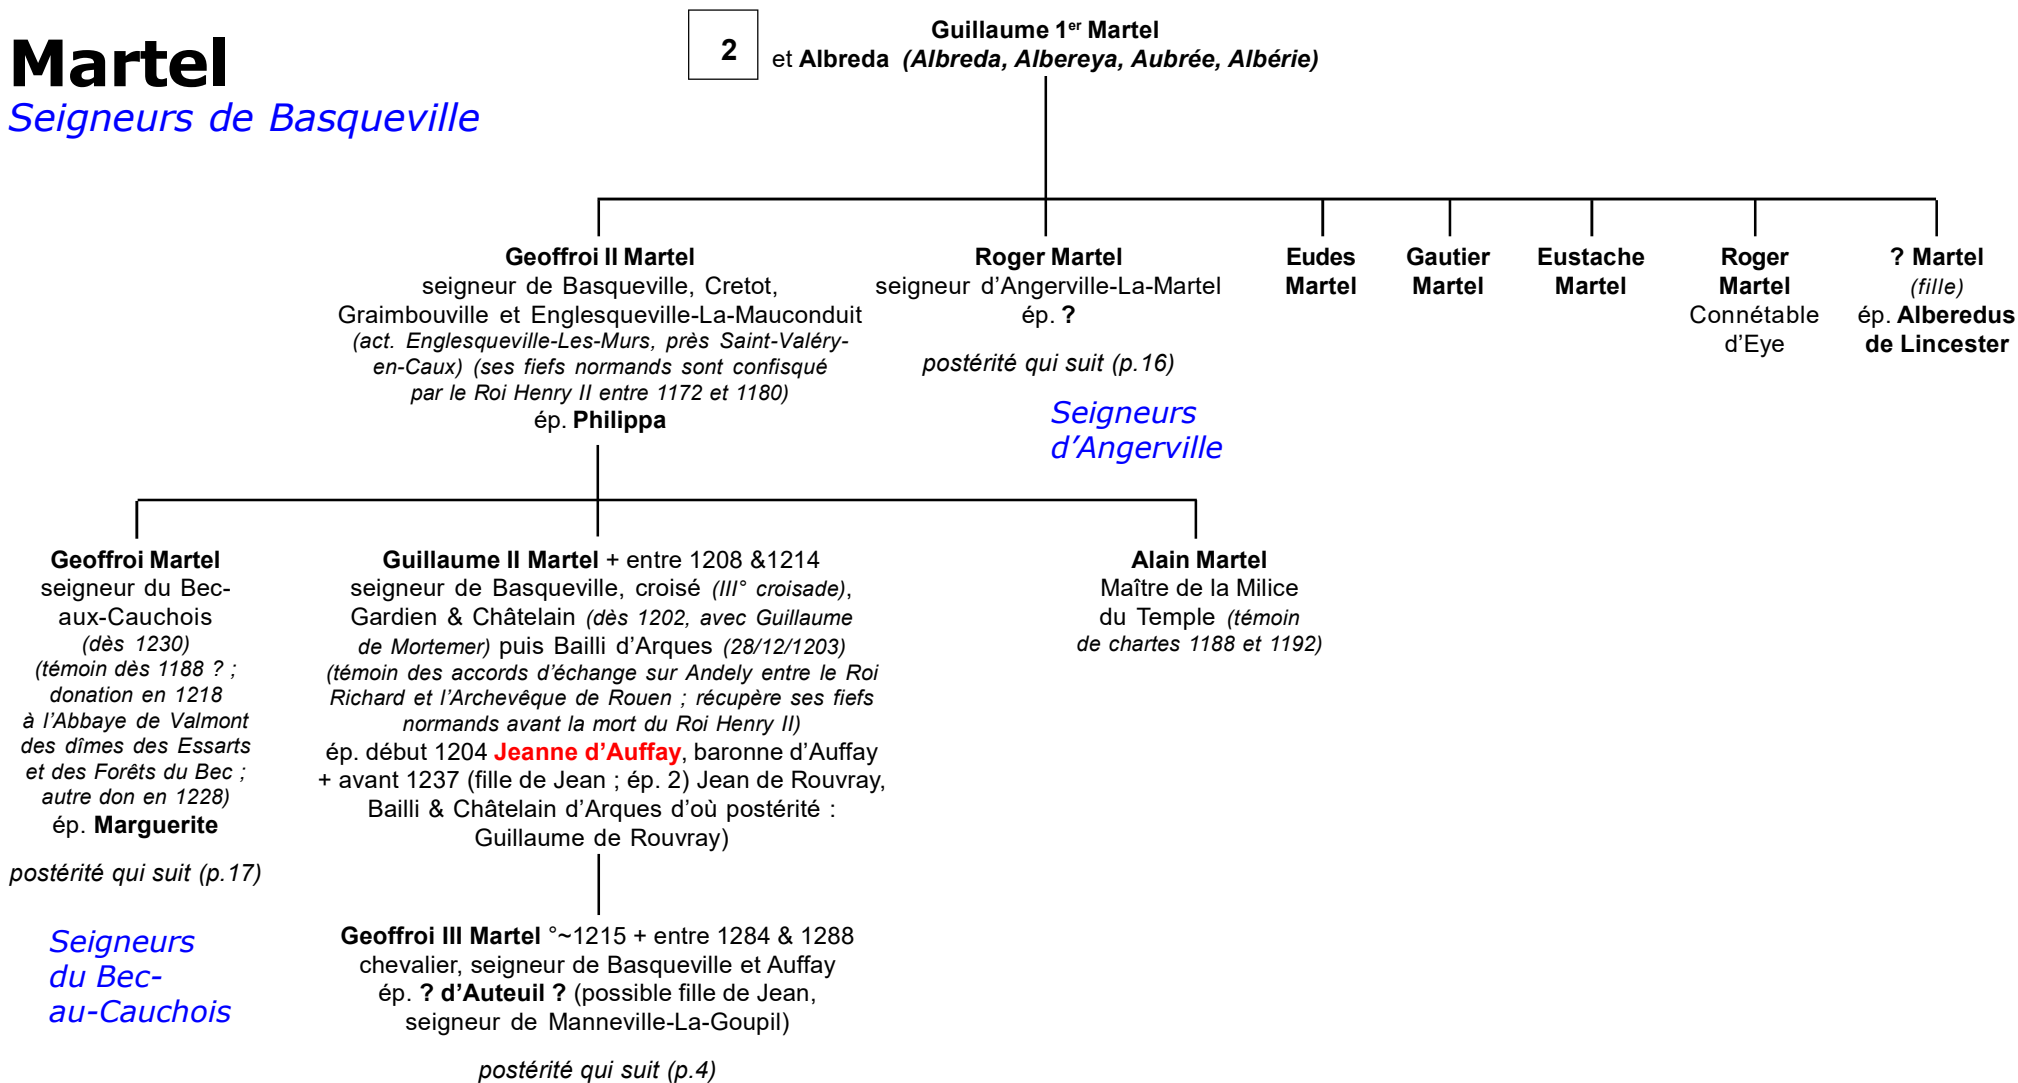 Martel
Seigneurs de Basqueville
2
Guillaume 1er Martel
et Albreda (Albreda, Albereya, Aubrée, Albérie)
Geoffroi II Martel
seigneur de Basqueville, Cretot,
Graimbouville et Englesqueville-La-Mauconduit
(act. Englesqueville-Les-Murs, près Saint-Valéry-
en-Caux) (ses fiefs normands sont confisqué
par le Roi Henry II entre 1172 et 1180)
ép. Philippa
Roger Martel
seigneur d’Angerville-La-Martel
ép. ?
postérité qui suit (p.16)
Seigneurs
d’Angerville
Eudes
Martel
Gautier
Martel
Eustache
Martel
Roger
Martel
Connétable
d’Eye
? Martel
(fille)
ép. Alberedus
de Lincester
Geoffroi Martel
seigneur du Bec-
aux-Cauchois
(dès 1230)
(témoin dès 1188 ? ;
donation en 1218
à l’Abbaye de Valmont
des dîmes des Essarts
et des Forêts du Bec ;
autre don en 1228)
ép. Marguerite
postérité qui suit (p.17)
Seigneurs
du Bec-
au-Cauchois
Guillaume II Martel + entre 1208 &1214
seigneur de Basqueville, croisé (III° croisade),
Gardien & Châtelain (dès 1202, avec Guillaume
de Mortemer) puis Bailli d’Arques (28/12/1203)
(témoin des accords d’échange sur Andely entre le Roi
Richard et l’Archevêque de Rouen ; récupère ses fiefs
normands avant la mort du Roi Henry II)
ép. début 1204 Jeanne d’Auffay, baronne d’Auffay
+ avant 1237 (fille de Jean ; ép. 2) Jean de Rouvray,
Bailli & Châtelain d’Arques d’où postérité :
Guillaume de Rouvray)
Alain Martel
Maître de la Milice
du Temple (témoin
de chartes 1188 et 1192)
Geoffroi III Martel °~1215 + entre 1284 & 1288
chevalier, seigneur de Basqueville et Auffay
ép. ? d’Auteuil ? (possible fille de Jean,
seigneur de Manneville-La-Goupil)
postérité qui suit (p.4)